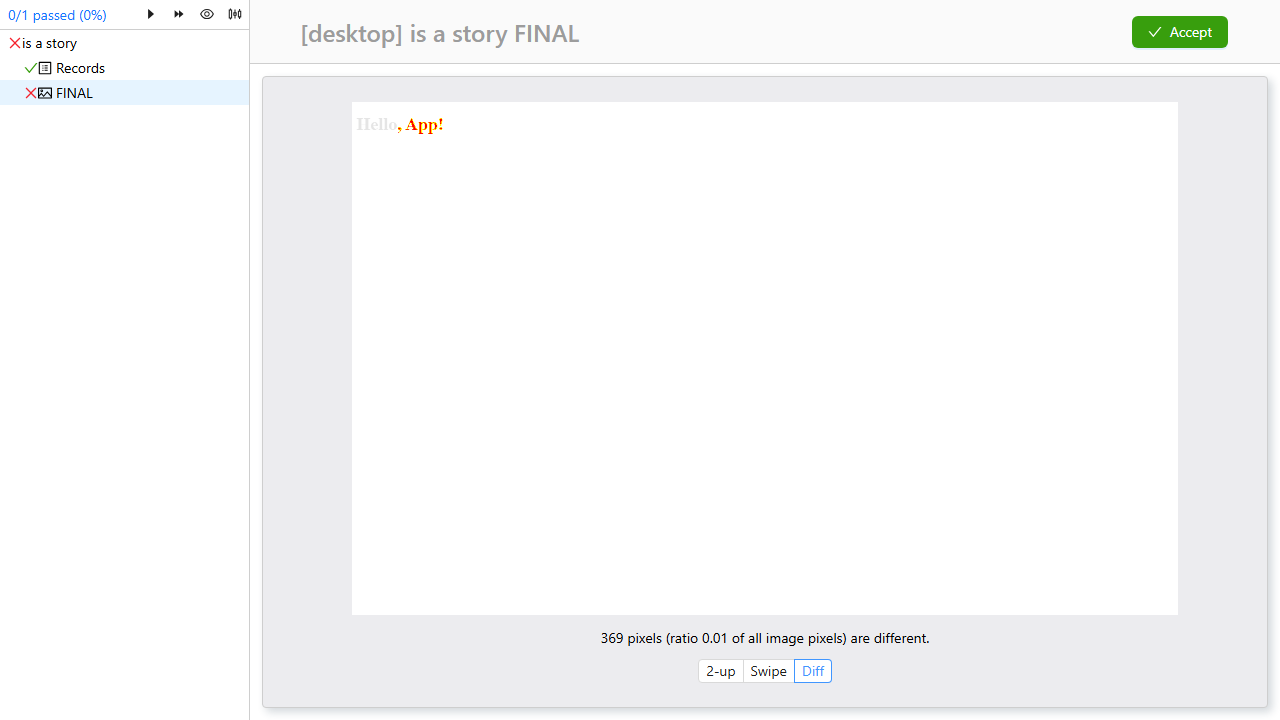 0/1 passed (0%)
is a story
Records
FINAL
[desktop] is a story FINAL
Accept
Hello, App!
369 pixels (ratio 0.01 of all image pixels) are different.
2-up Swipe Diff